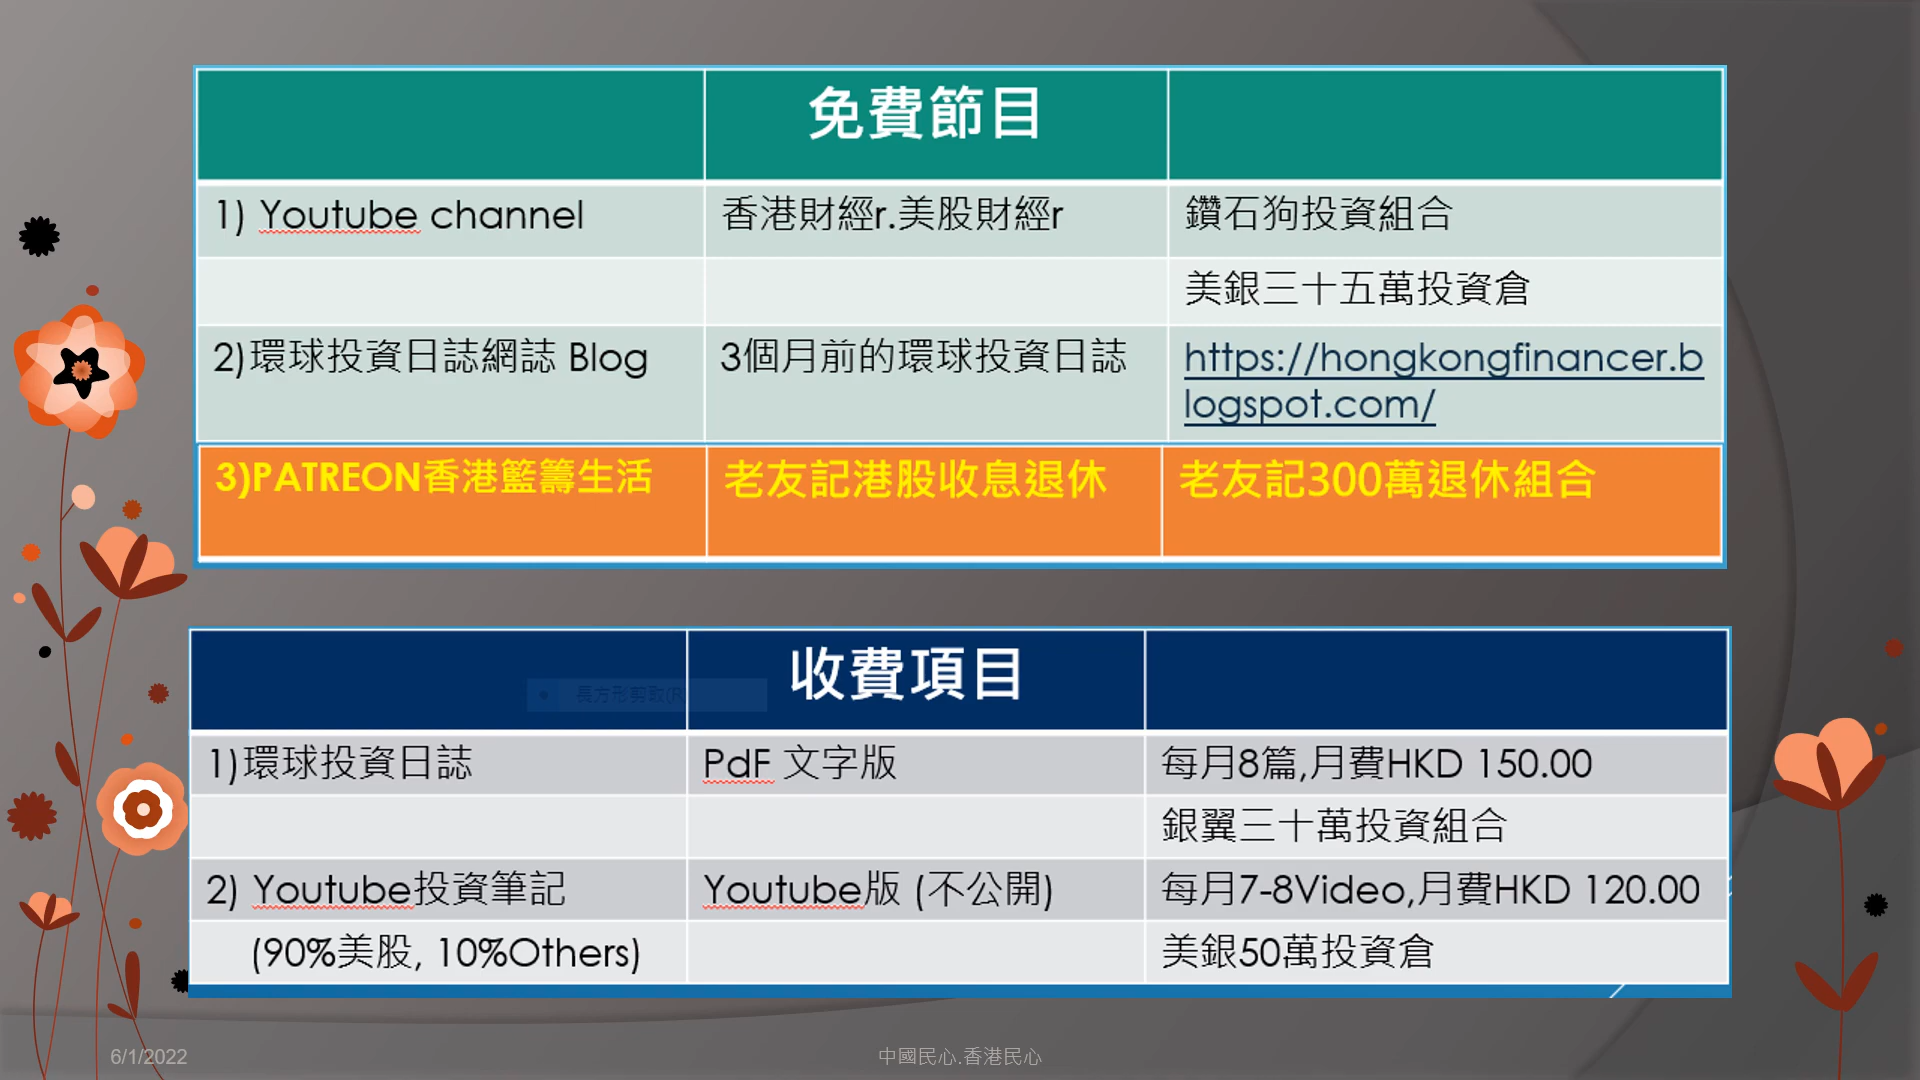 免費節目
1) Youtube channel
香港財經r.美股財經r
鑽石狗投資組合
美銀三十五萬投資倉
2)環球投資日誌網誌 Blog
3個月前的環球投資日誌
https://hongkongfinancer.b
logspot.com/
3)PATREON香港籃籌生活
老友記港股收息退休
老友記300萬退休組合
收費項目
長方形剪取(R)
1)環球投資日誌
PdF 文字版
每月8篇,月費HKD 150.00
銀翼三十萬投資組合
2) Youtube投資筆記
Youtube版 (不公開)
每月7-8Video,月費HKD 120.00
(90%美股, 10%Others)
美銀50萬投資倉
6/1/2022
中國民心.香港民心